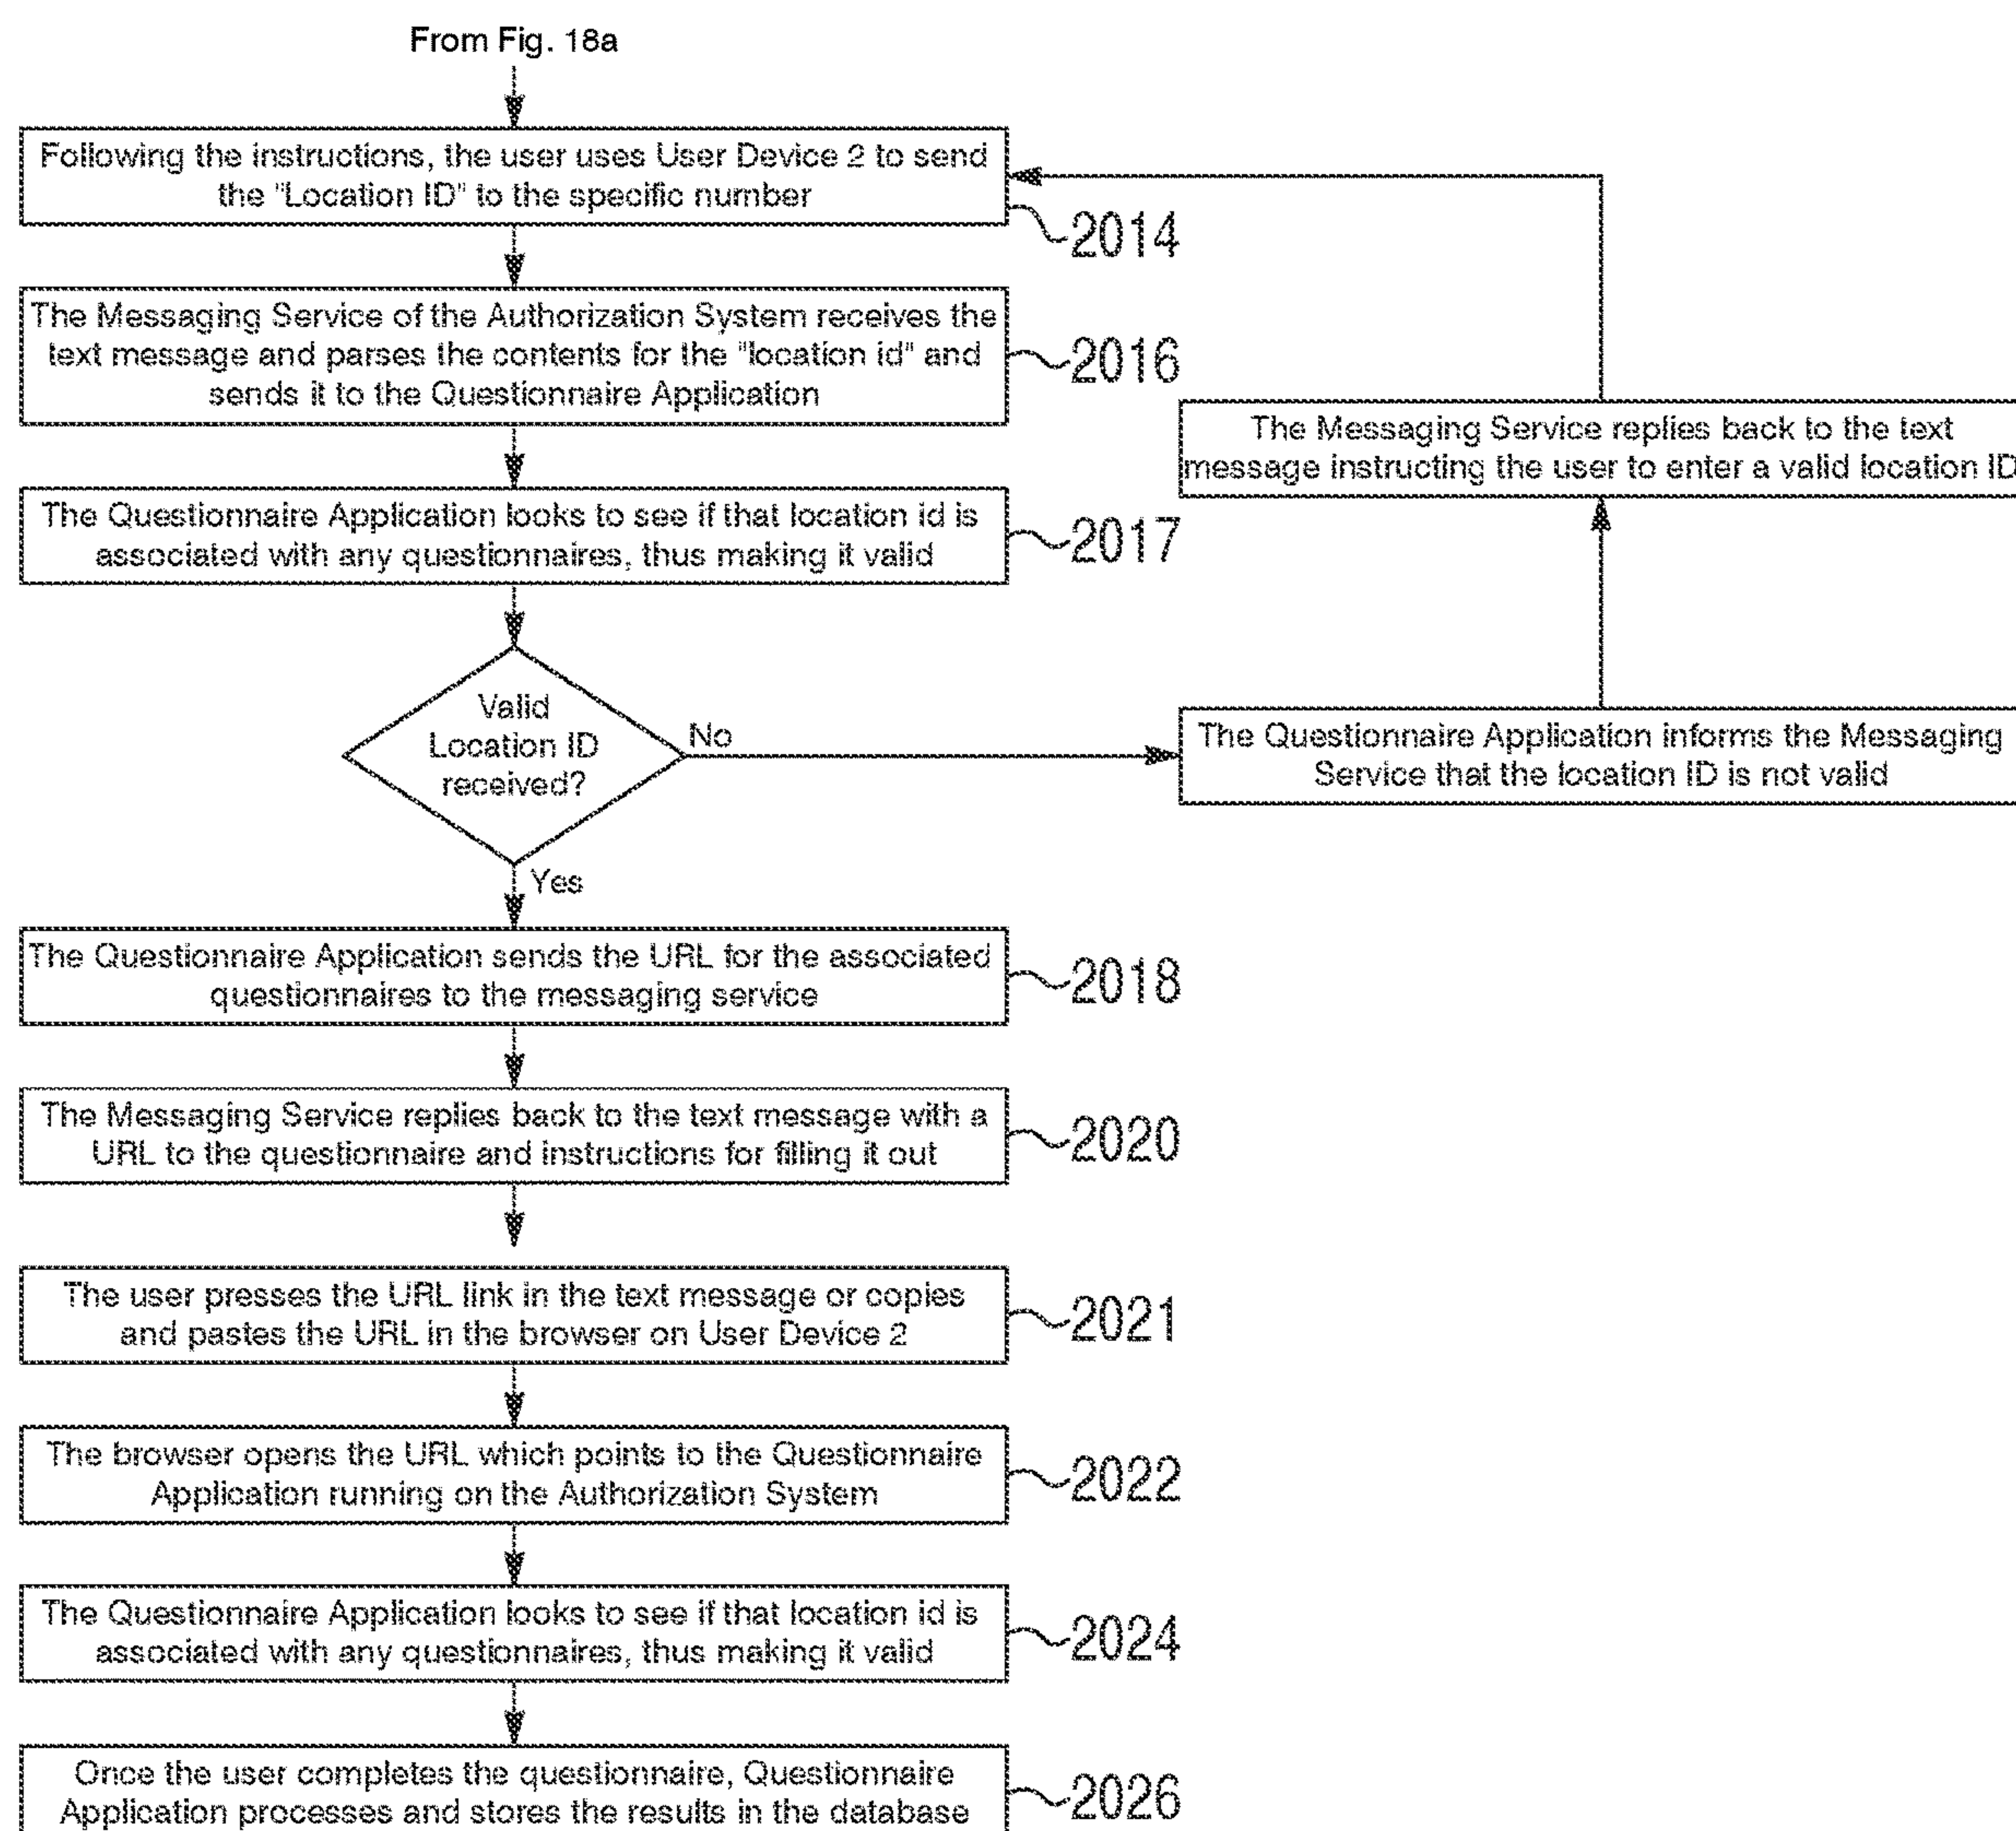 From Fig. 18a
Following the instructions, the user uses User Device 2 to send
the "Location ID" to the specific number
2014
The Messaging Service of the Authorization System receives the
text message and parses the contents for the "location id" and
sends it to the Questionnaire Application
2016
The Messaging Service replies back to the text
message instructing the user to enter a valid location ID
The Questionnaire Application looks to see if that location id is
associated with any questionnaires, thus making it valid
2017
Valid
Location ID
received?
No
The Questionnaire Application informs the Messaging
Service that the location ID is not valid
Yes
The Questionnaire Application sends the URL for the associated
questionnaires to the messaging service
2018
The Messaging Service replies back to the text message with a
URL to the questionnaire and instructions for filling it out
2020
The user presses the URL link in the text message or copies
and pastes the URL in the browser on User Device 2
2021
The browser opens the URL which points to the Questionnaire
Application running on the Authorization System
2022
The Questionnaire Application looks to see if that location id is
associated with any questionnaires, thus making it valid
2024
Once the user completes the questionnaire, Questionnaire
Application processes and stores the results in the database
2026